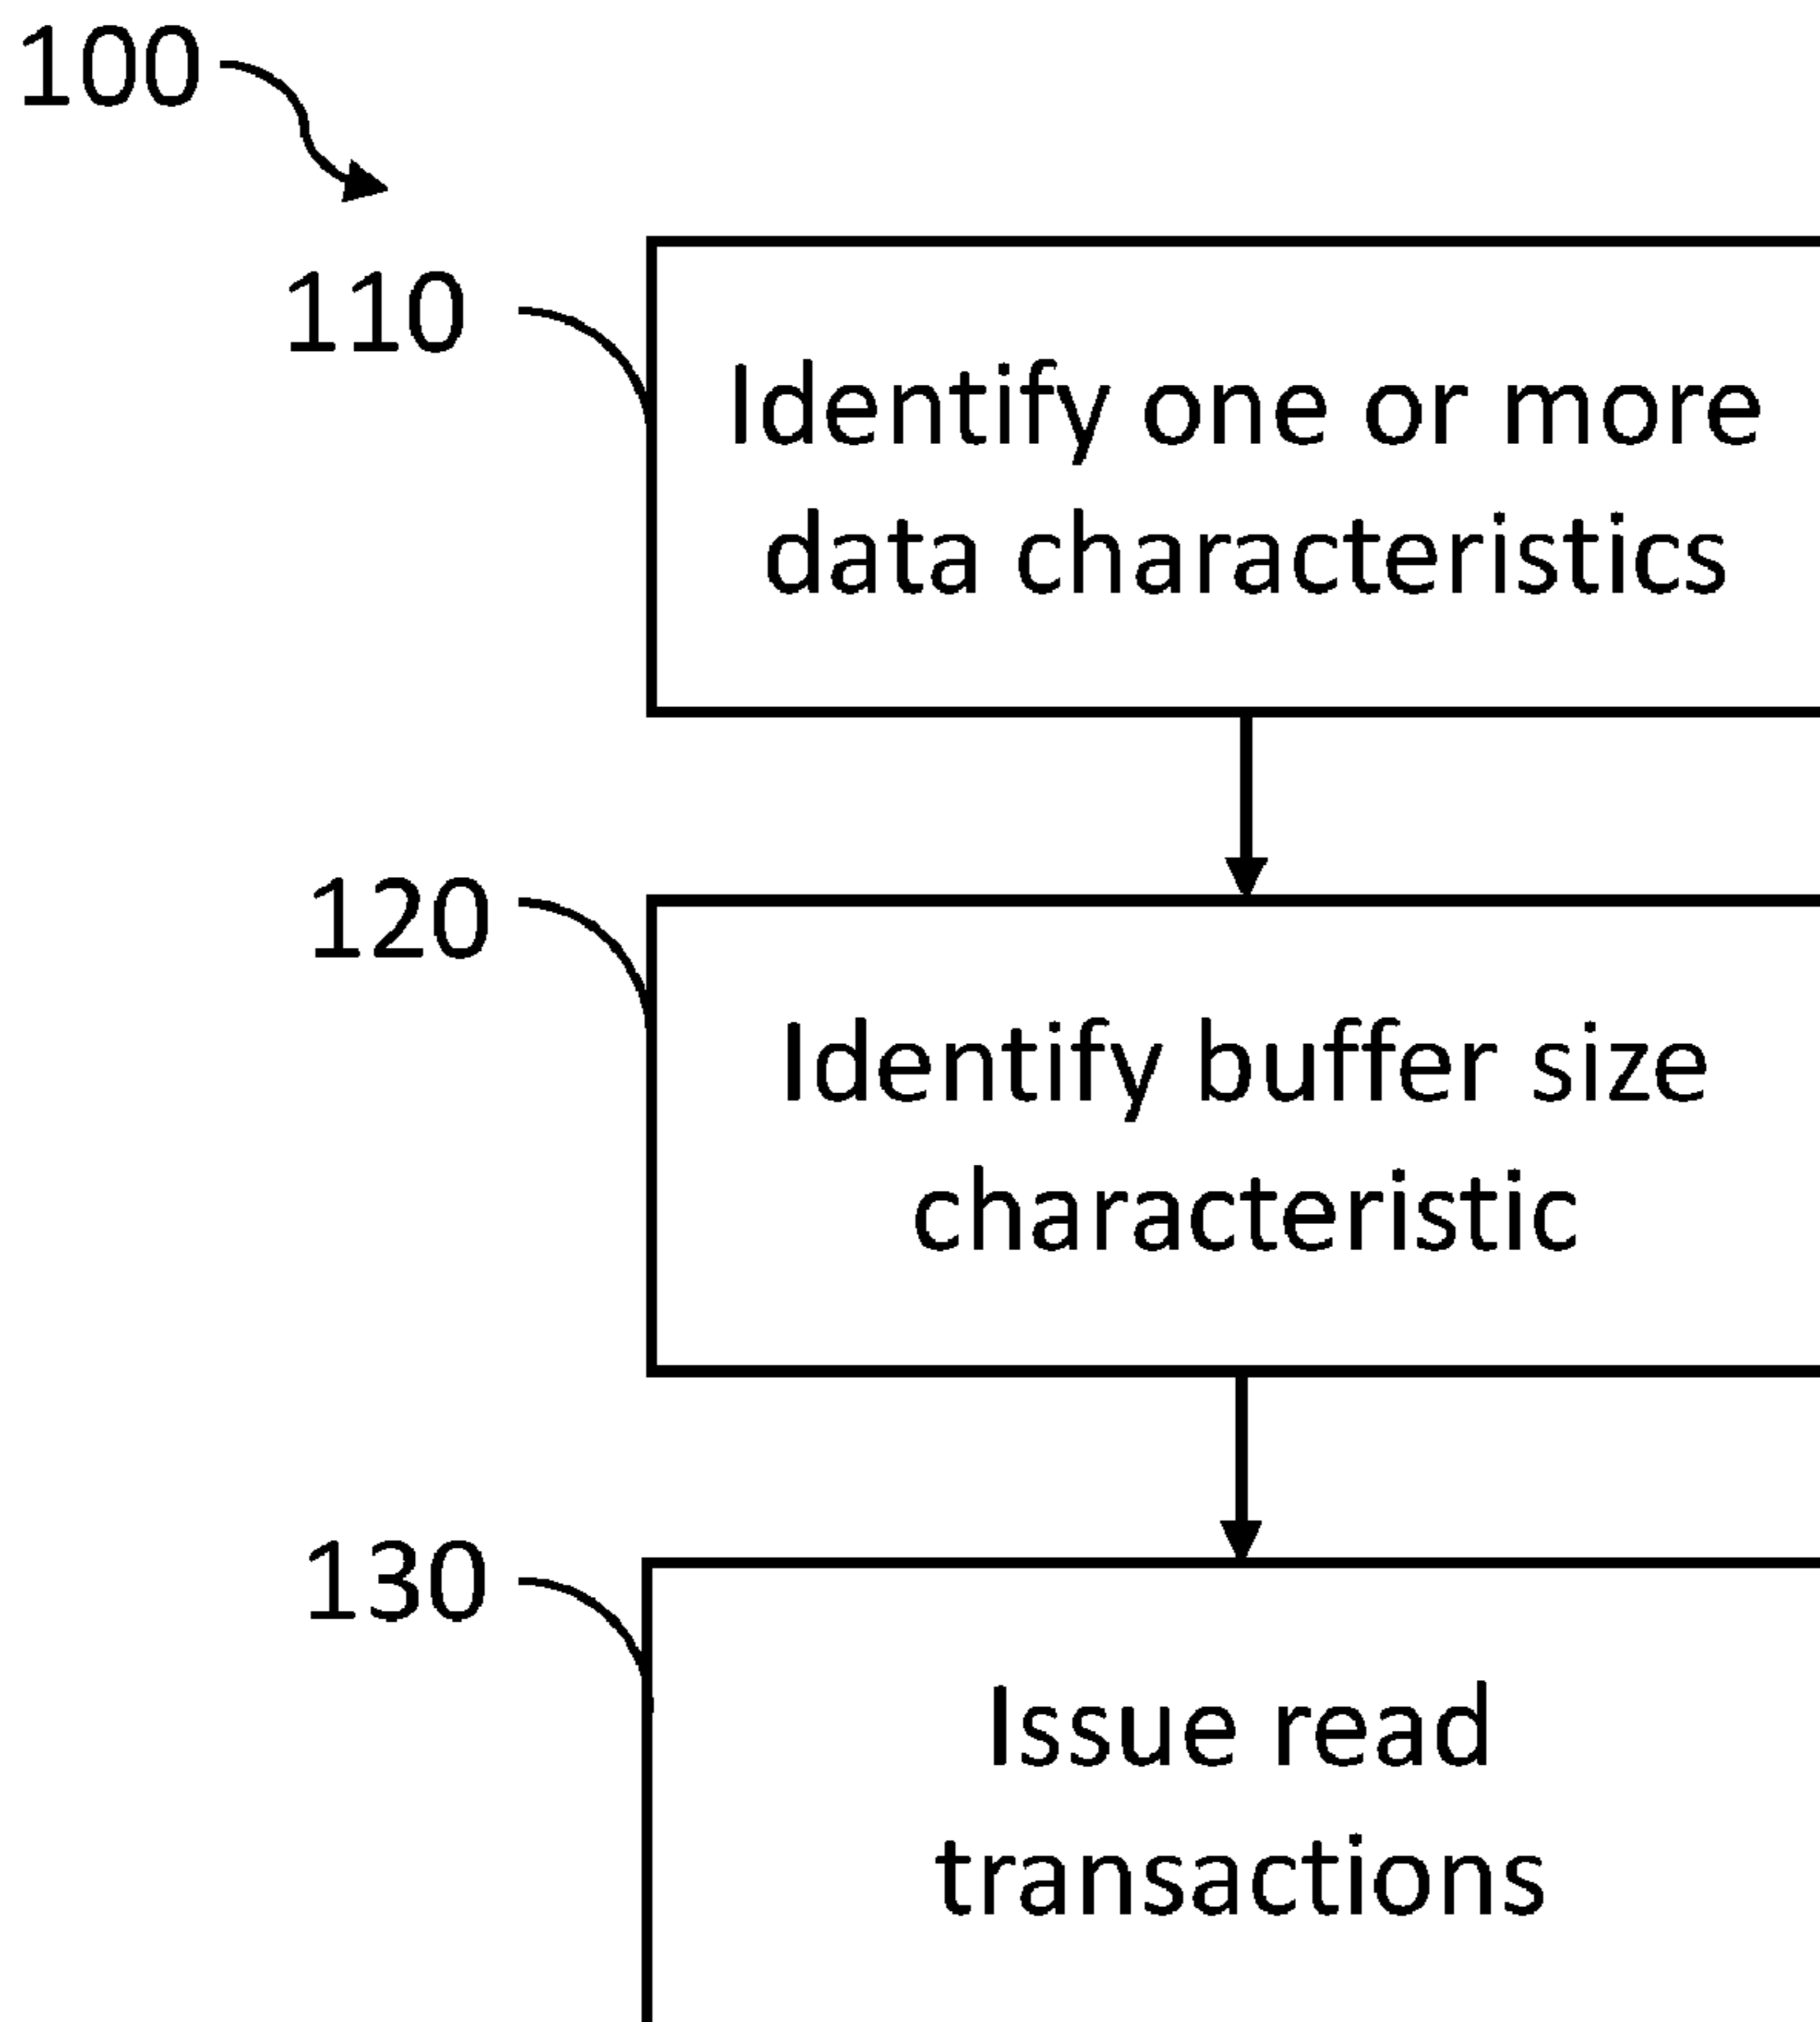 100
110
Identify one or more
data characteristics
120
Identify buffer size
characteristic
130
Issue read
transactions